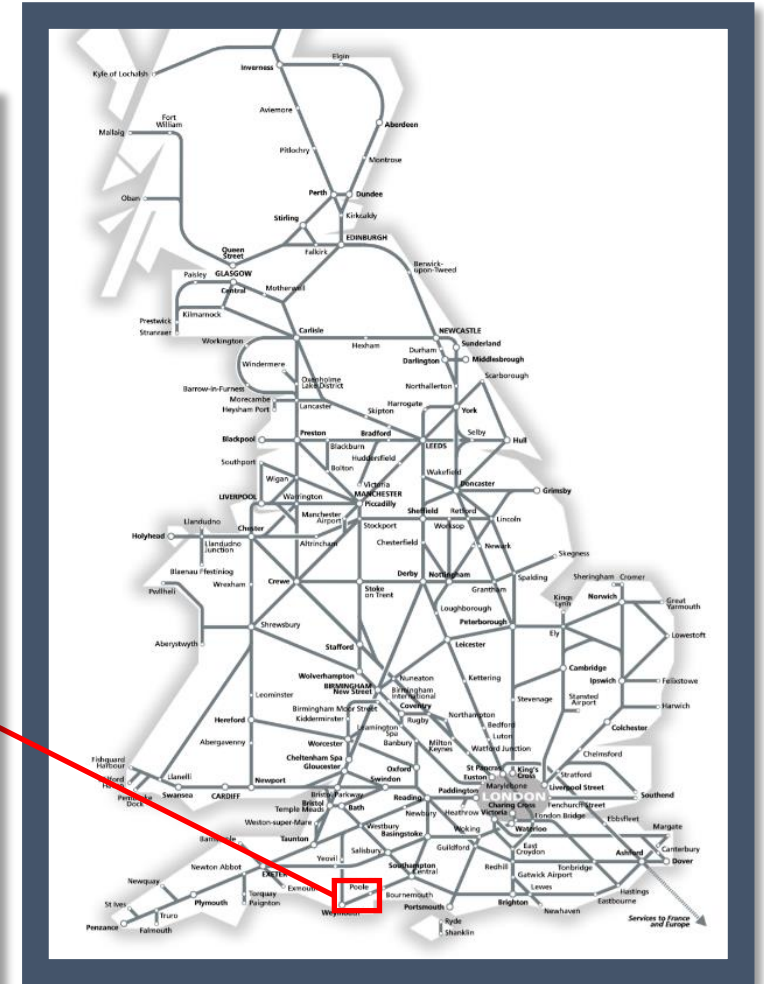 Elgin
Kyle of Lochalsh
Inverness
Aviemore
Fort
William
Mallaig
Aberdeen
Pitlochry
Montrose
Oban
Perth
Dundee
Stirling
Kirkcaldy
EDINBURGH
Queen
Street
Falkirk
Berwick-
upon-Tweed
Paisley
GLASGOW
Central
Motherwell
Kilmarnock
Prestwick
Stranraer
Carlisle
NEWCASTLE
Workington
Hexham
Sunderland
Durham
Darlington
Middlesbrough
Windermere
Scarborough
Oxenholme
Lake District
Barrow-in-Furness
Northallerton
Morecambe
Heysham Port
Lancaster
Harrogate
York
Skipton
Blackpool
Preston
Bradford
LEEDS
Selby
Hull
Blackburn
Huddersfield
Southport
Bolton
Wakefield
Wigan
Victoria
MANCHESTER
Piccadilly
Doncaster
Grimsby
LIVERPOOL
Warrington
Manchester
Airport
Sheffield
Retford
Lincoln
Llandudno
Stockport
Worksop
Holyhead
Chester
Llandudno
Junction
Altrincham
Chesterfield
Newark
Skegness
Blaenau Ffestiniog
Pwllheli
Wrexham
Crewe
Stoke
on Trent
Derby
Nottingham
Grantham
Spalding
Sheringham
Cromer
Kings
Lynn
Norwich
Great
Yarmouth
Loughborough
Shrewsbury
Peterborough
Ely
Lowestoft
Aberystwyth
Stafford
Leicester
Wolverhampton
BIRMINGHAM
New Street
Nuneaton
Birmingham
International
Kettering
Cambridge
Ipswich
Felixstowe
Leominster
Birmingham Moor Street
Kidderminster
Coventry
Rugby
Stevenage
Stansted
Airport
Harwich
Hereford
Leamington
Spa
Northampton
Bedford
Colchester
Worcester
Banbury
Milton
Keynes
Luton
Abergavenny
Watford Junction
Chelmsford
Cheltenham Spa
Gloucester
Oxford
St Pancras
Euston
King's
Cross
Stratford
Fishguard
Harbour
Milford
Haven
Llanelli
Pembroke
Dock
Swansea
CARDIFF
Newport
Swindon
Paddington
Marylebone
Liverpool Street
Bristol Parkway
Bristol
Temple Meads
Bath
Reading
LONDON
Southend
Weston-super-Mare
Newbury
Heathrow
Victoria
Charing Cross
Fenchurch Street
London Bridge
Ebbsfleet
Westbury
Basingstoke
Woking
Waterloo
Margate
Barnstaple
Taunton
Salisbury
Guildford
East
Croydon
Canterbury
Yeovil
Redhill
Tonbridge
Ashford
Dover
Newton Abbot
EXETER
Southampton
Central
Gatwick Airport
Newquay
Exmouth
Poole
Bournemouth
Lewes
Hastings
St Ives
Plymouth
Torquay
Paignton
Weymouth
Portsmouth
Brighton
Newhaven
Eastbourne
Truro
Penzance
Falmouth
Ryde
Shanklin
Services to France
and Europe